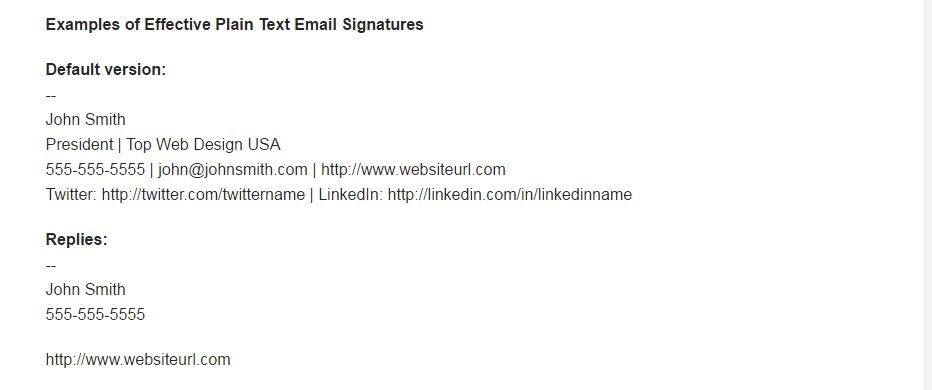 Examples of Effective Plain Text Email Signatures
Default version:
--
John Smith
President | Top Web Design USA
555-555-5555 | john@johnsmith.com | http://www.websiteurl.com
Twitter: http://twitter.com/twittername | LinkedIn: http://linkedin.com/in/linkedinname
Replies:
--
John Smith
555-555-5555
http://www.websiteurl.com